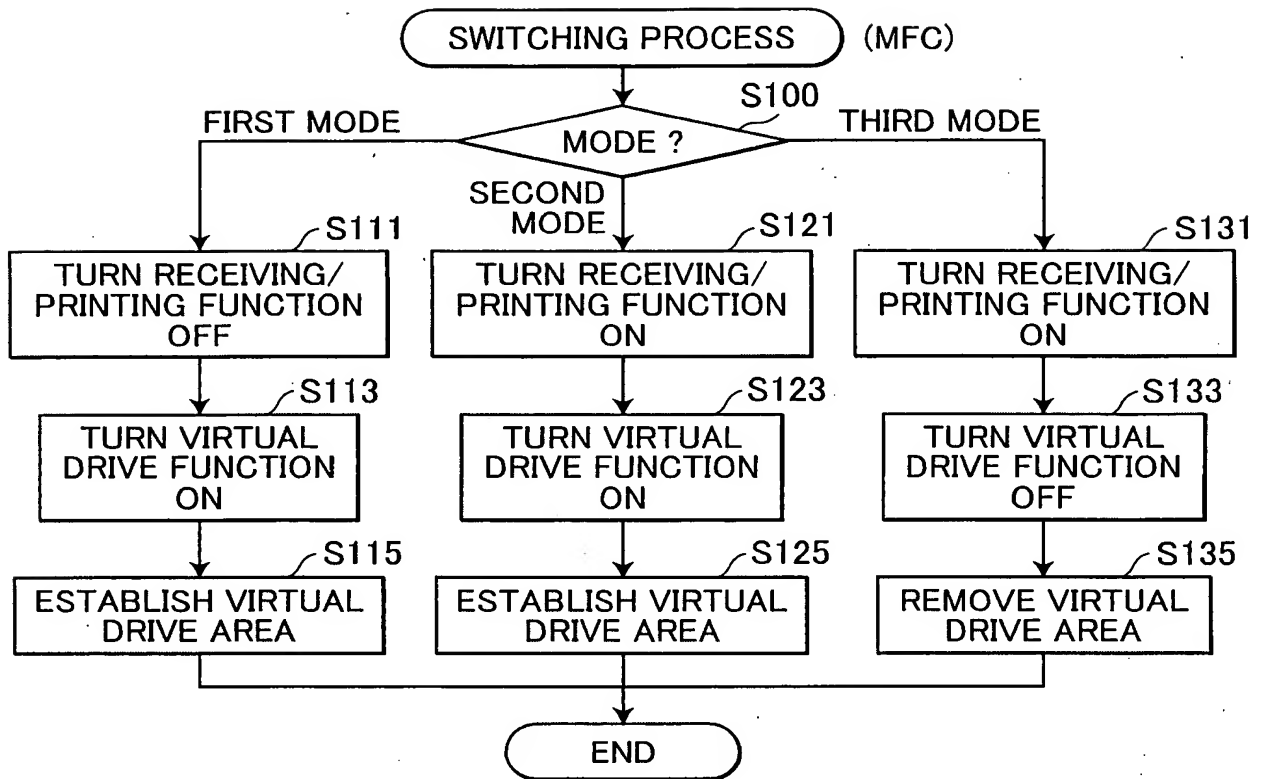 SWITCHING PROCESS (MFC)
S100
FIRST MODE
MODE ?
THIRD MODE
SECOND
MODE
S111
TURN RECEIVING/
PRINTING FUNCTION
OFF
S121
TURN RECEIVING/
PRINTING FUNCTION
ON
S131
TURN RECEIVING/
PRINTING FUNCTION
ON
S113
TURN VIRTUAL
DRIVE FUNCTION
ON
S123
TURN VIRTUAL
DRIVE FUNCTION
ON
S133
TURN VIRTUAL
DRIVE FUNCTION
OFF
S115
ESTABLISH VIRTUAL
DRIVE AREA
S125
ESTABLISH VIRTUAL
DRIVE AREA
S135
REMOVE VIRTUAL
DRIVE AREA
END